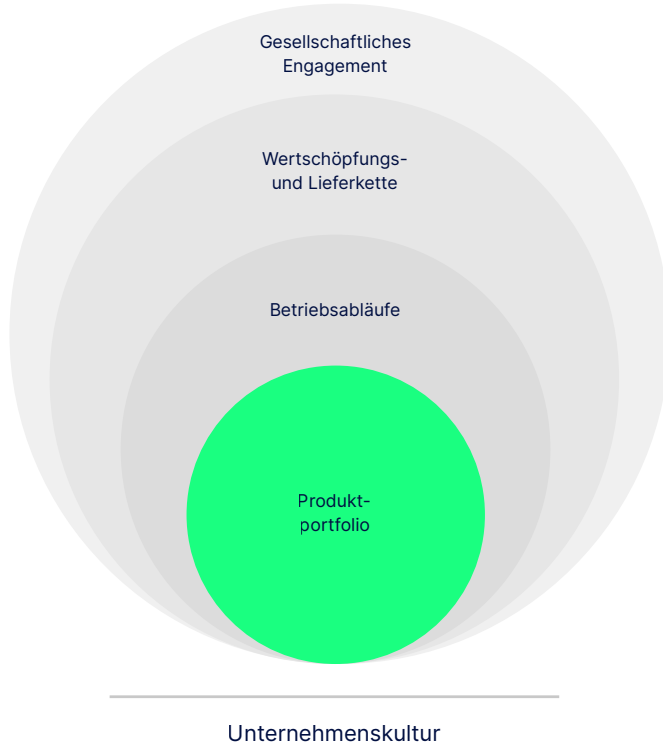 Gesellschaftliches
Engagement
Wertschöpfungs-
und Lieferkette
Betriebsabläufe
Produkt-
portfolio
Unternehmenskultur